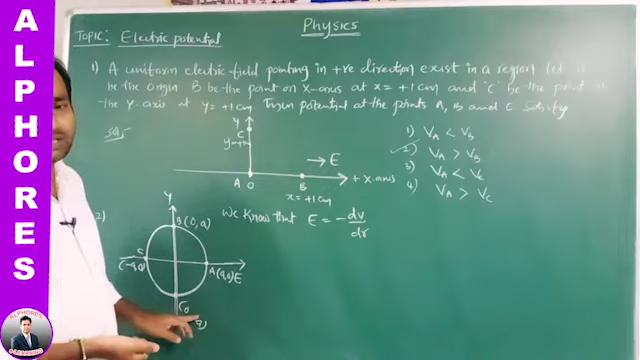 ALPHORES
Physics
TOPIC: Electric potential
1) A uniform electric field pointing in +ve direction exist in a region let
be the origin B be the point on X-axis at x = +1 cm and 'C' be the point
the Y-axis at y = +1 cm Then potential at the points A, B and C satisfy
Sol:-
1) VA < VB
2) VA > VB
3) VA < VC
4) VA > VC
Y
C
→ E
A O
B
+X-axis
x = +1 cm
2)
Y
B (0, a)
We know that E = -dv/dr
C
(-a, 0)
A (a, 0) E
ALPHORES